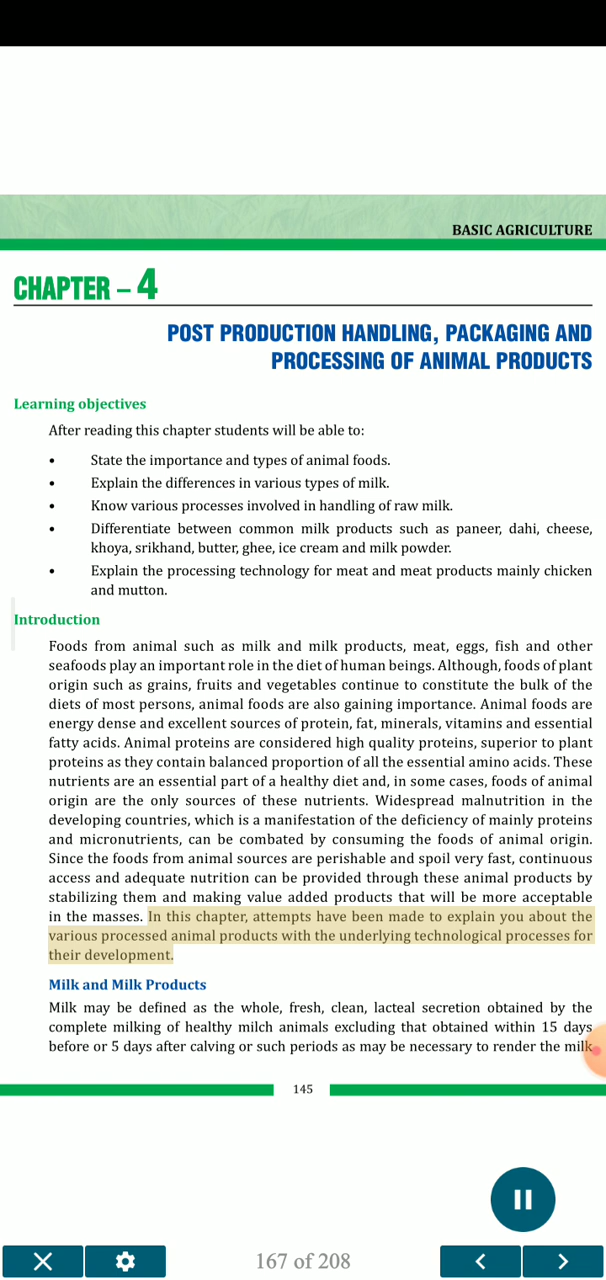 BASIC AGRICULTURE
CHAPTER – 4
POST PRODUCTION HANDLING, PACKAGING AND
PROCESSING OF ANIMAL PRODUCTS
Learning objectives
After reading this chapter students will be able to:
• State the importance and types of animal foods.
• Explain the differences in various types of milk.
• Know various processes involved in handling of raw milk.
• Differentiate between common milk products such as paneer, dahi, cheese,
khoya, srikhand, butter, ghee, ice cream and milk powder.
• Explain the processing technology for meat and meat products mainly chicken
and mutton.
Introduction
Foods from animal such as milk and milk products, meat, eggs, fish and other
seafoods play an important role in the diet of human beings. Although, foods of plant
origin such as grains, fruits and vegetables continue to constitute the bulk of the
diets of most persons, animal foods are also gaining importance. Animal foods are
energy dense and excellent sources of protein, fat, minerals, vitamins and essential
fatty acids. Animal proteins are considered high quality proteins, superior to plant
proteins as they contain balanced proportion of all the essential amino acids. These
nutrients are an essential part of a healthy diet and, in some cases, foods of animal
origin are the only sources of these nutrients. Widespread malnutrition in the
developing countries, which is a manifestation of the deficiency of mainly proteins
and micronutrients, can be combated by consuming the foods of animal origin.
Since the foods from animal sources are perishable and spoil very fast, continuous
access and adequate nutrition can be provided through these animal products by
stabilizing them and making value added products that will be more acceptable
in the masses. In this chapter, attempts have been made to explain you about the
various processed animal products with the underlying technological processes for
their development.
Milk and Milk Products
Milk may be defined as the whole, fresh, clean, lacteal secretion obtained by the
complete milking of healthy milch animals excluding that obtained within 15 days
before or 5 days after calving or such periods as may be necessary to render the milk
145
167 of 208